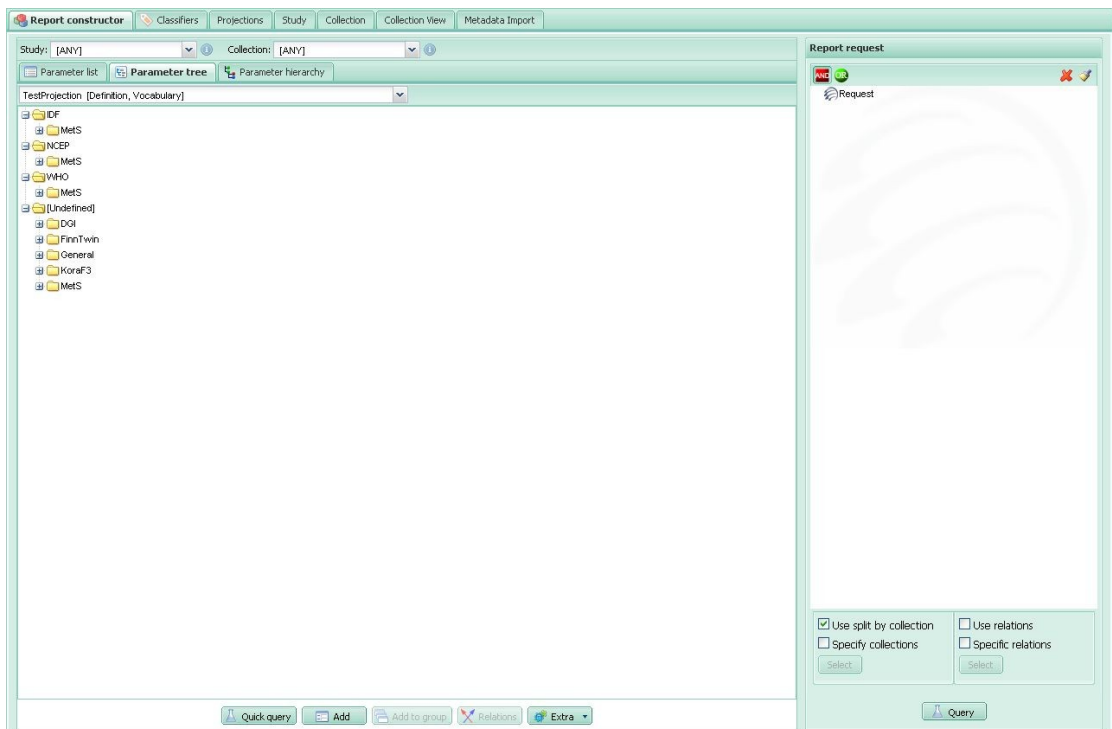 Report constructor Classifiers Projections Study Collection Collection View Metadata Import
Study: [ANY] Collection: [ANY]
Parameter list Parameter tree Parameter hierarchy
TestProjection [Definition, Vocabulary]
IDF
MetS
NCEP
MetS
WHO
MetS
[Undefined]
DGI
FinnTwin
General
KoraF3
MetS
Quick query Add Add to group Relations Extra
Report request
AND OR
Request
Use split by collection Use relations
Specify collections Specific relations
Select Select
Query